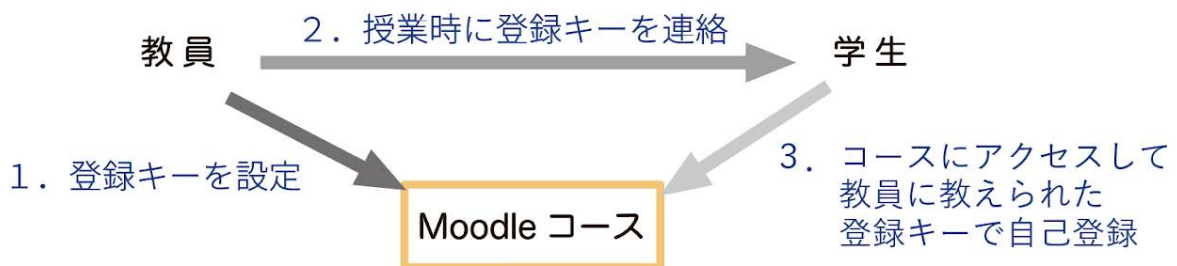 2．授業時に登録キーを連絡
教員
学生
1．登録キーを設定
3．コースにアクセスして
教員に教えられた
登録キーで自己登録
Moodle コース